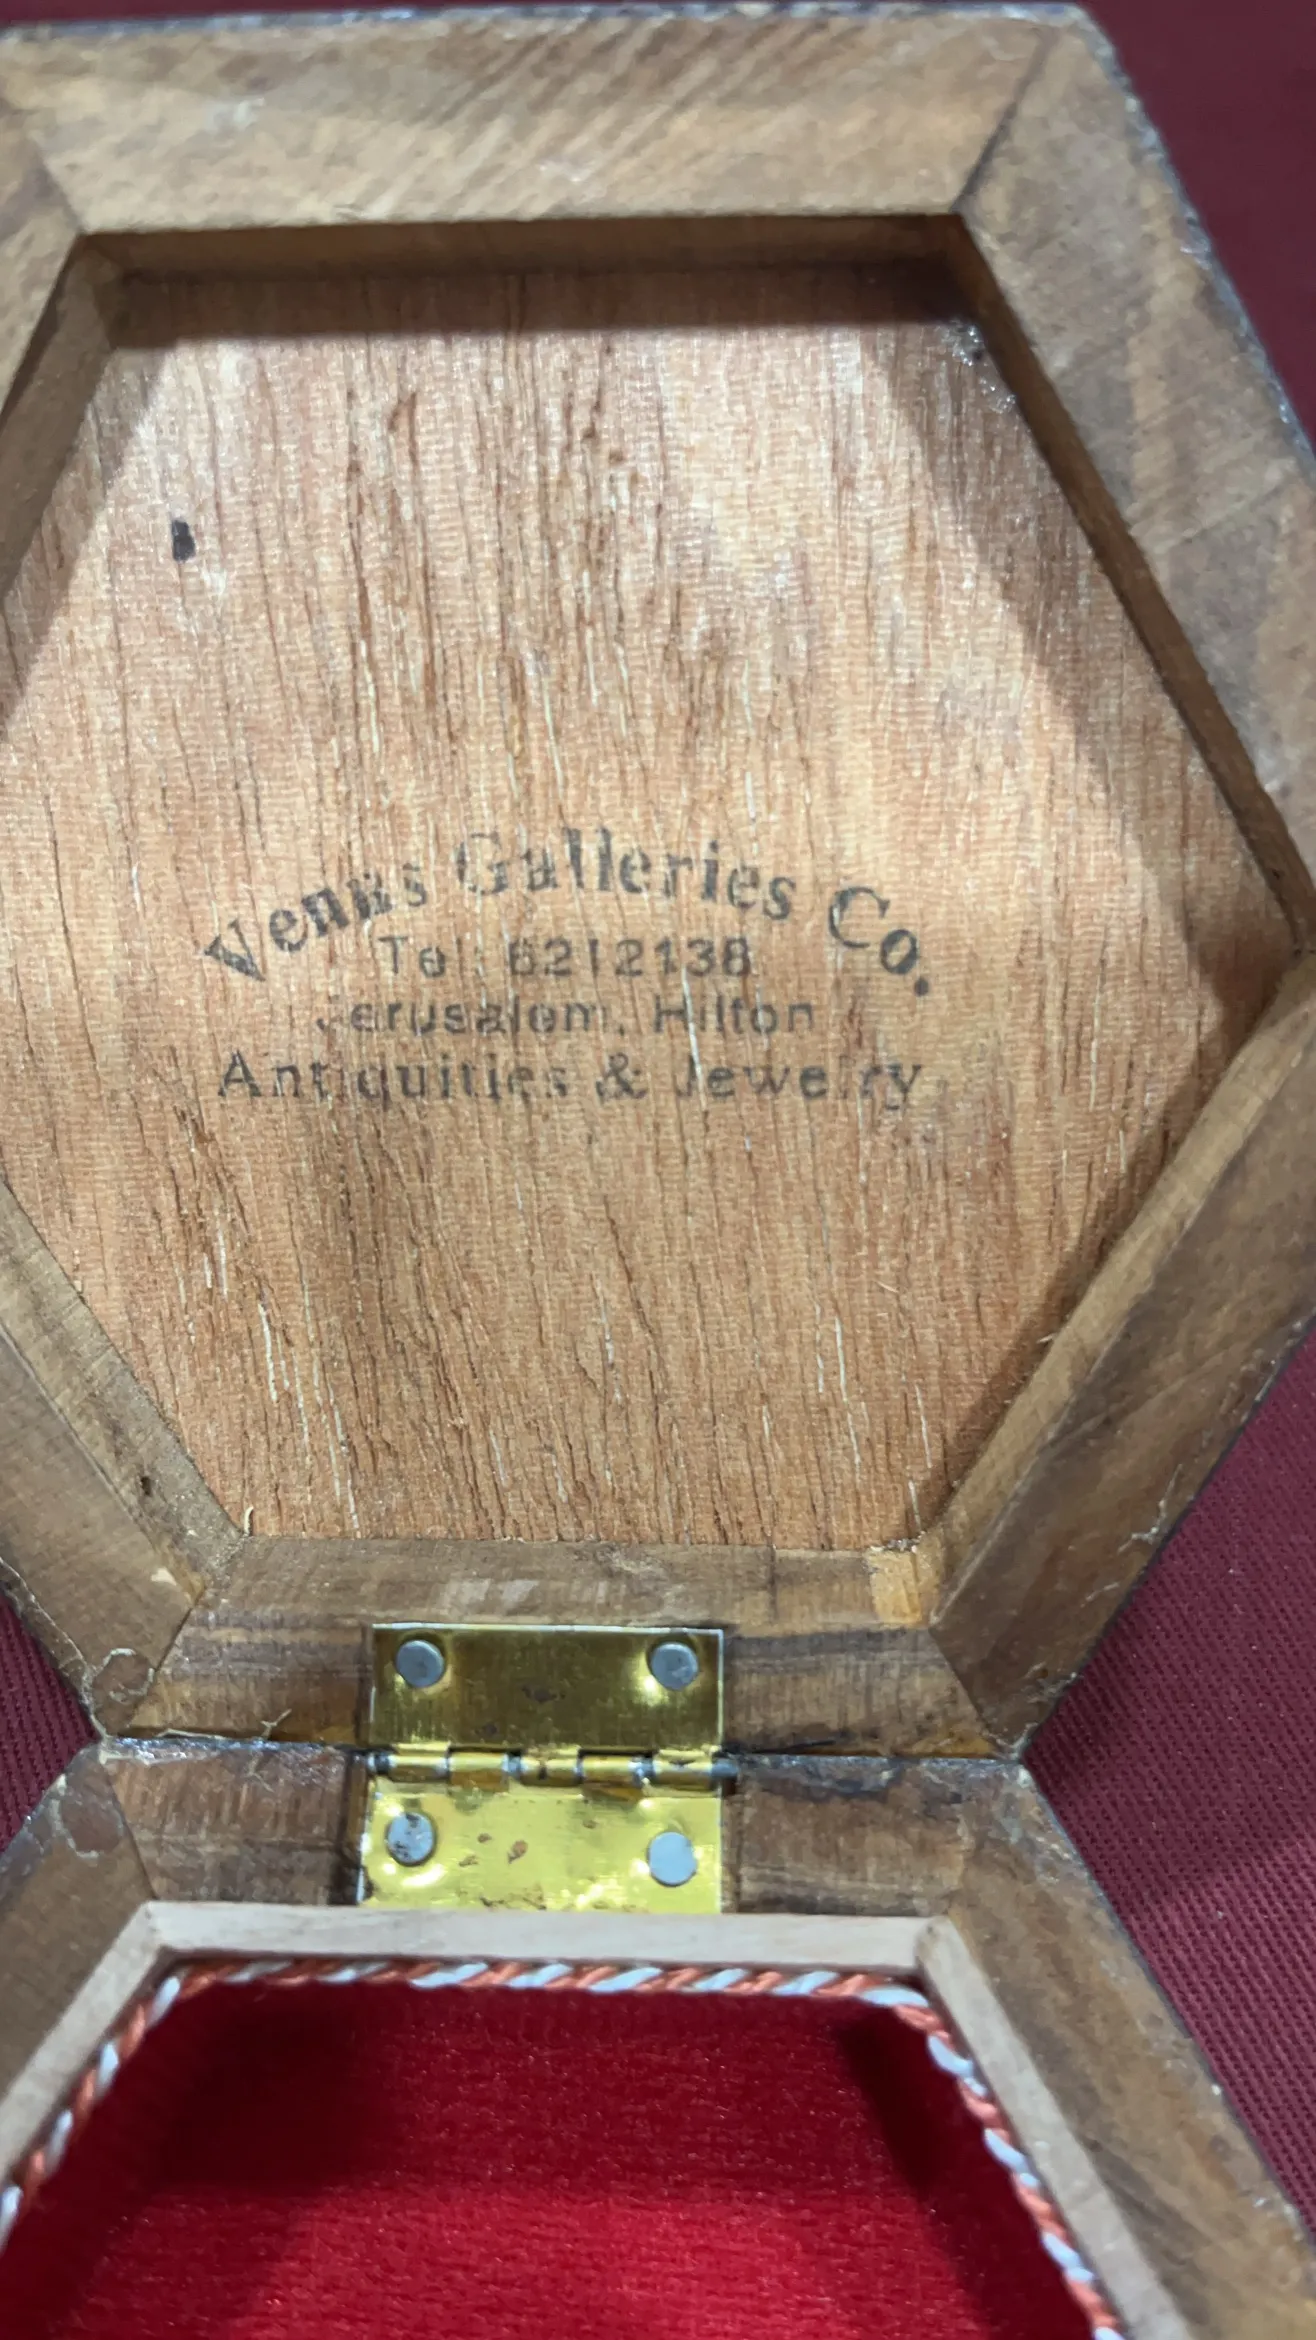 Venus Galleries Co.
Tel: 6212138
Jerusalem, Hilton
Antiquities & Jewelry